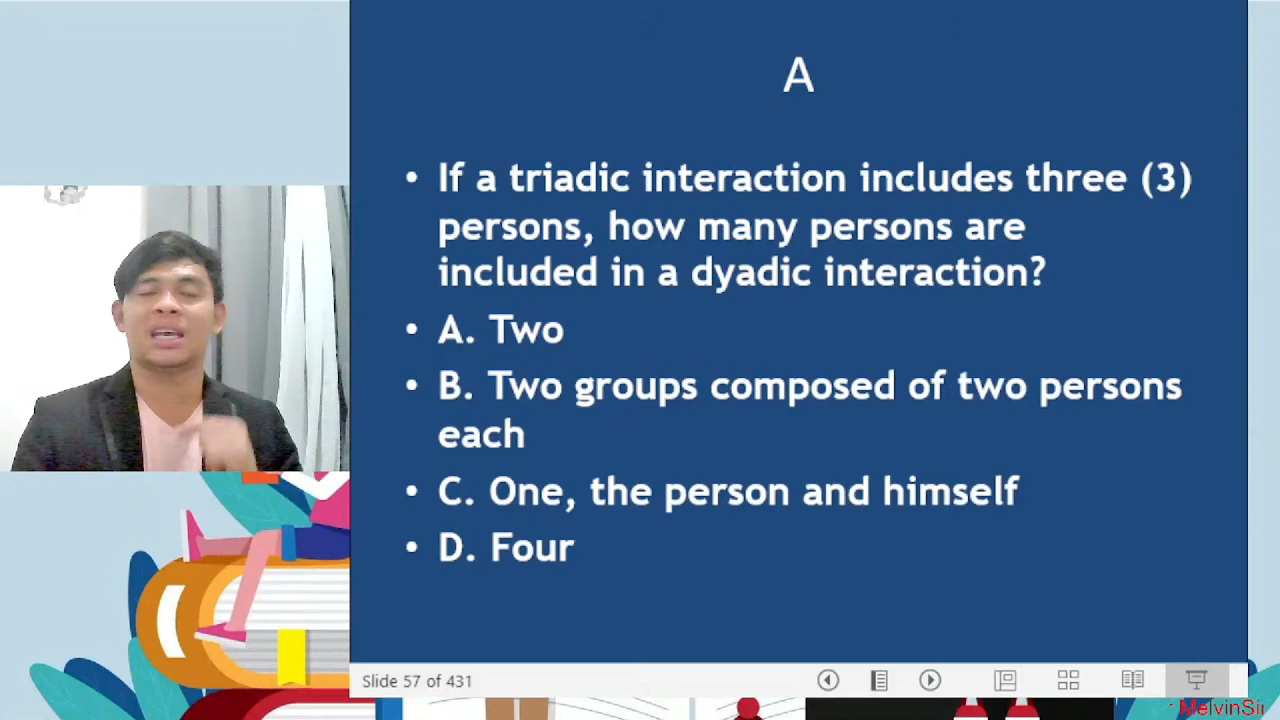 A
• If a triadic interaction includes three (3)
persons, how many persons are
included in a dyadic interaction?
• A. Two
• B. Two groups composed of two persons
each
• C. One, the person and himself
• D. Four
Slide 57 of 431
MelvinSir